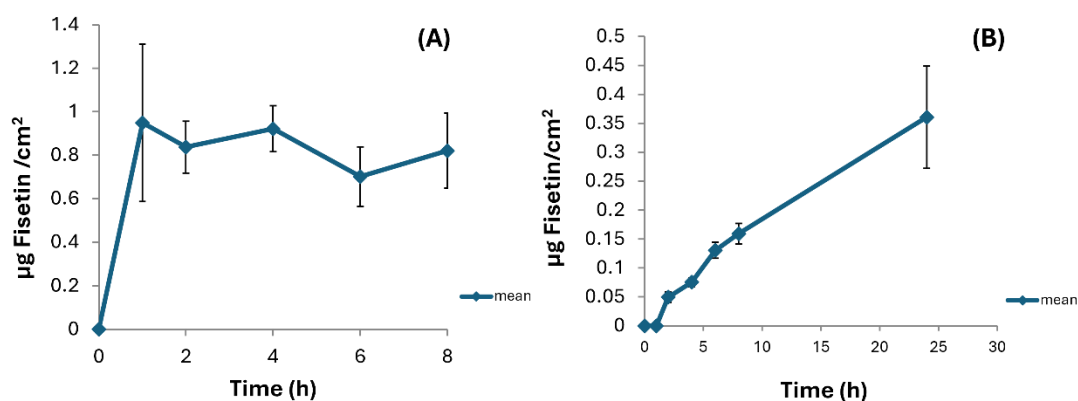 (A)
µg Fisetin /cm²
1.4
1.2
1
0.8
0.6
0.4
0.2
0
0 2 4 6 8
Time (h)
mean
(B)
µg Fisetin/cm²
0.5
0.45
0.4
0.35
0.3
0.25
0.2
0.15
0.1
0.05
0
0 5 10 15 20 25 30
Time (h)
mean